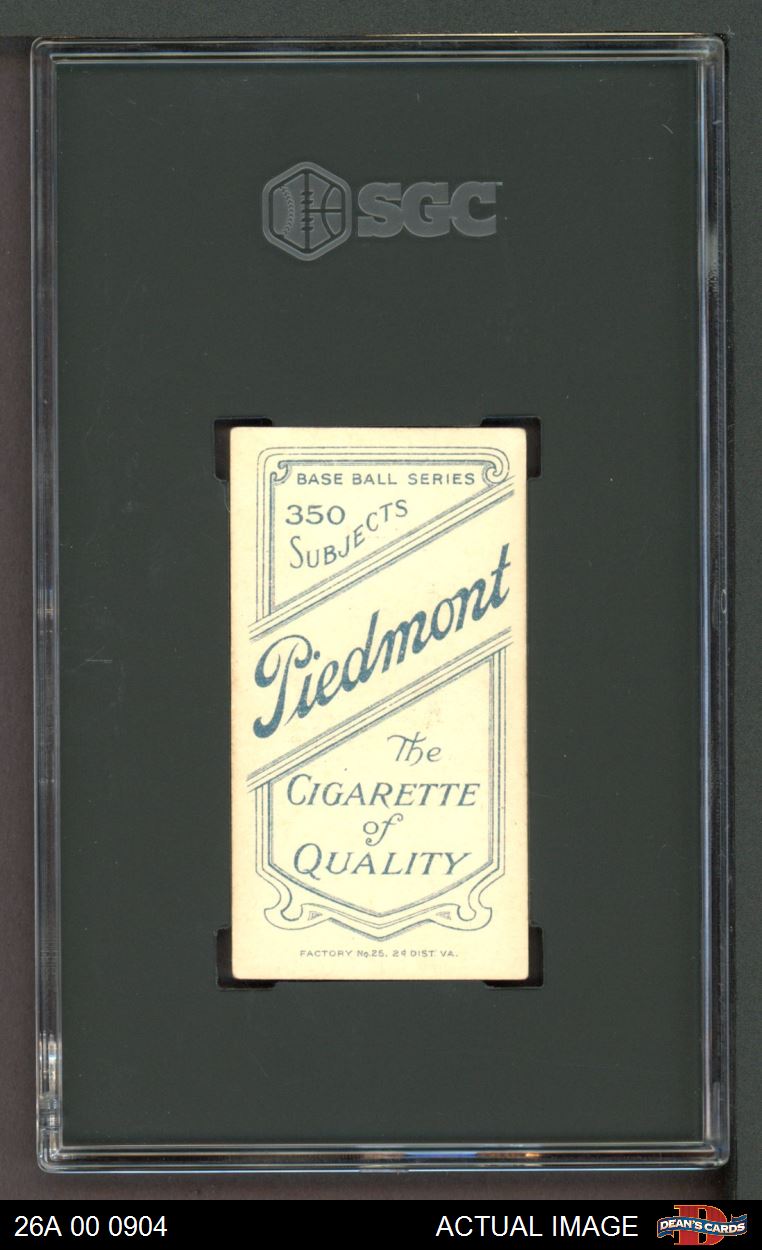 SGC
BASE BALL SERIES
350
SUBJECTS
Piedmont
The
CIGARETTE
of
QUALITY
FACTORY No. 25. 2d DIST. VA.
26A 00 0904
ACTUAL IMAGE
DEAN'S CARDS